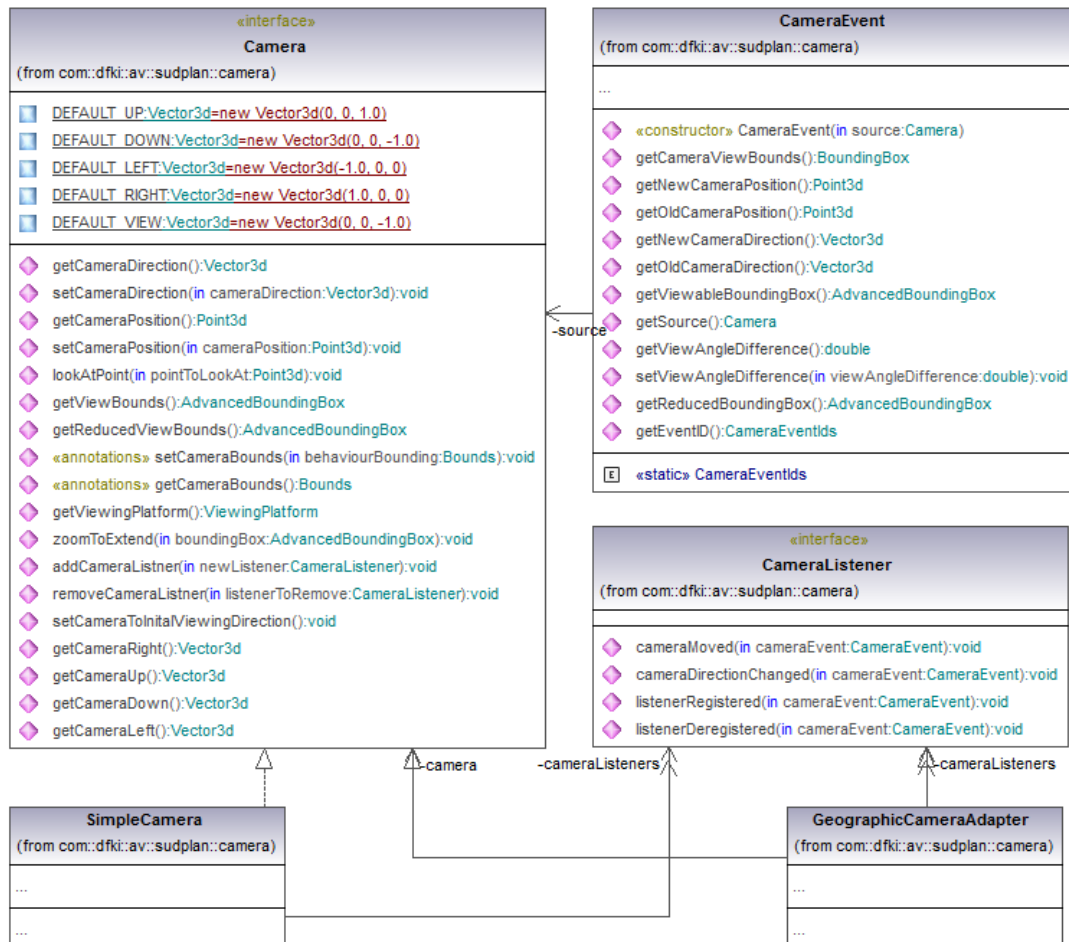 «interface»
Camera
(from com::dfki::av::sudplan::camera)
DEFAULT_UP:Vector3d=new Vector3d(0, 0, 1.0)
DEFAULT_DOWN:Vector3d=new Vector3d(0, 0, -1.0)
DEFAULT_LEFT:Vector3d=new Vector3d(-1.0, 0, 0)
DEFAULT_RIGHT:Vector3d=new Vector3d(1.0, 0, 0)
DEFAULT_VIEW:Vector3d=new Vector3d(0, 0, -1.0)
getCameraDirection():Vector3d
setCameraDirection(in cameraDirection:Vector3d):void
getCameraPosition():Point3d
setCameraPosition(in cameraPosition:Point3d):void
lookAtPoint(in pointToLookAt:Point3d):void
getViewBounds():AdvancedBoundingBox
getReducedViewBounds():AdvancedBoundingBox
«annotations» setCameraBounds(in behaviourBounding:Bounds):void
«annotations» getCameraBounds():Bounds
getViewingPlatform():ViewingPlatform
zoomToExtend(in boundingBox:AdvancedBoundingBox):void
addCameraListner(in newListener:CameraListener):void
removeCameraListner(in listenerToRemove:CameraListener):void
setCameraToInitalViewingDirection():void
getCameraRight():Vector3d
getCameraUp():Vector3d
getCameraDown():Vector3d
getCameraLeft():Vector3d
CameraEvent
(from com::dfki::av::sudplan::camera)
...
«constructor» CameraEvent(in source:Camera)
getCameraViewBounds():BoundingBox
getNewCameraPosition():Point3d
getOldCameraPosition():Point3d
getNewCameraDirection():Vector3d
getOldCameraDirection():Vector3d
getViewableBoundingBox():AdvancedBoundingBox
getSource():Camera
getViewAngleDifference():double
setViewAngleDifference(in viewAngleDifference:double):void
getReducedBoundingBox():AdvancedBoundingBox
getEventID():CameraEventIds
E «static» CameraEventIds
-source
«interface»
CameraListener
(from com::dfki::av::sudplan::camera)
cameraMoved(in cameraEvent:CameraEvent):void
cameraDirectionChanged(in cameraEvent:CameraEvent):void
listenerRegistered(in cameraEvent:CameraEvent):void
listenerDeregistered(in cameraEvent:CameraEvent):void
-camera
-cameraListeners
-cameraListeners
SimpleCamera
(from com::dfki::av::sudplan::camera)
...
...
GeographicCameraAdapter
(from com::dfki::av::sudplan::camera)
...
...